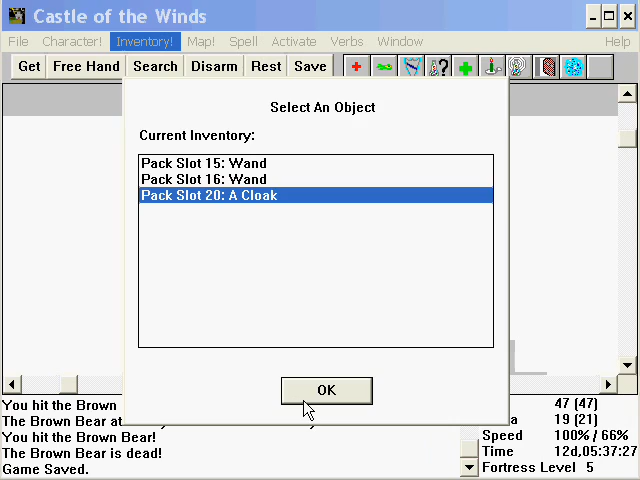 Castle of the Winds
File Character! Inventory! Map! Spell Activate Verbs Window Help
Get Free Hand Search Disarm Rest Save
Select An Object
Current Inventory:
Pack Slot 15: Wand
Pack Slot 16: Wand
Pack Slot 20: A Cloak
OK
You hit the Brown
The Brown Bear at
You hit the Brown Bear!
The Brown Bear is dead!
Game Saved.
47 (47)
a 19 (21)
Speed 100% / 66%
Time 12d,05:37:27
Fortress Level 5